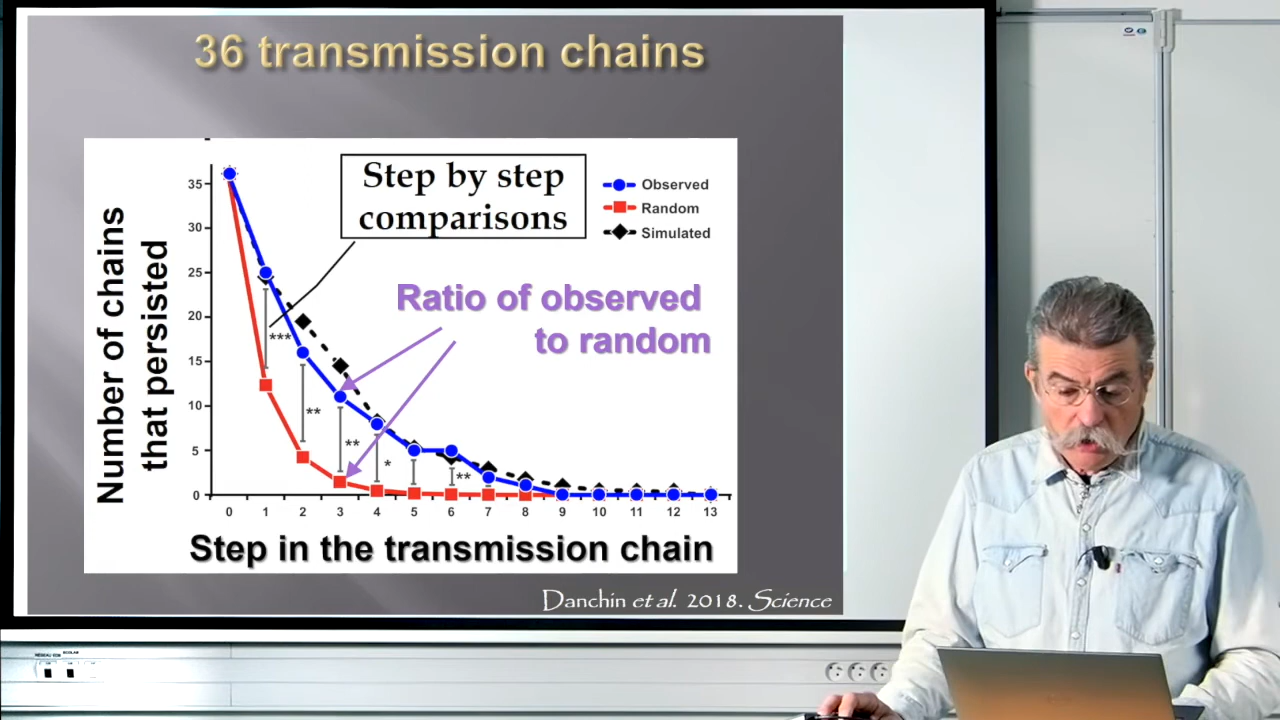 36 transmission chains
Step by step
comparisons
Observed
Random
Simulated
Ratio of observed
to random
Number of chains
that persisted
35
30
25
20
15
10
5
0
***
**
**
*
**
0 1 2 3 4 5 6 7 8 9 10 11 12 13
Step in the transmission chain
Danchin et al. 2018. Science